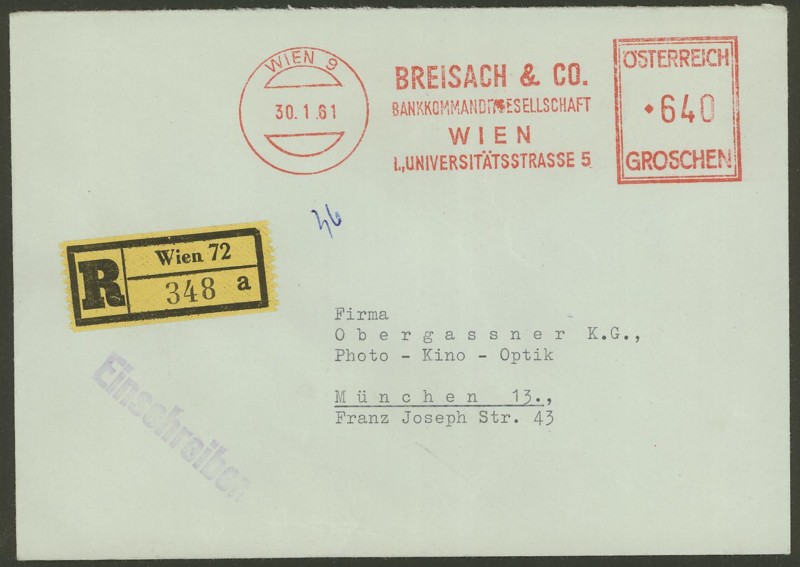 WIEN 9
30.1.61
BREISACH & CO.
BANKKOMMANDITGESELLSCHAFT
WIEN
I., UNIVERSITÄTSSTRASSE 5
ÖSTERREICH
*640
GROSCHEN
36
R
Wien 72
348 a
Firma
Obergassner K.G.,
Photo - Kino - Optik
München 13.,
Franz Joseph Str. 43
Einschreiben